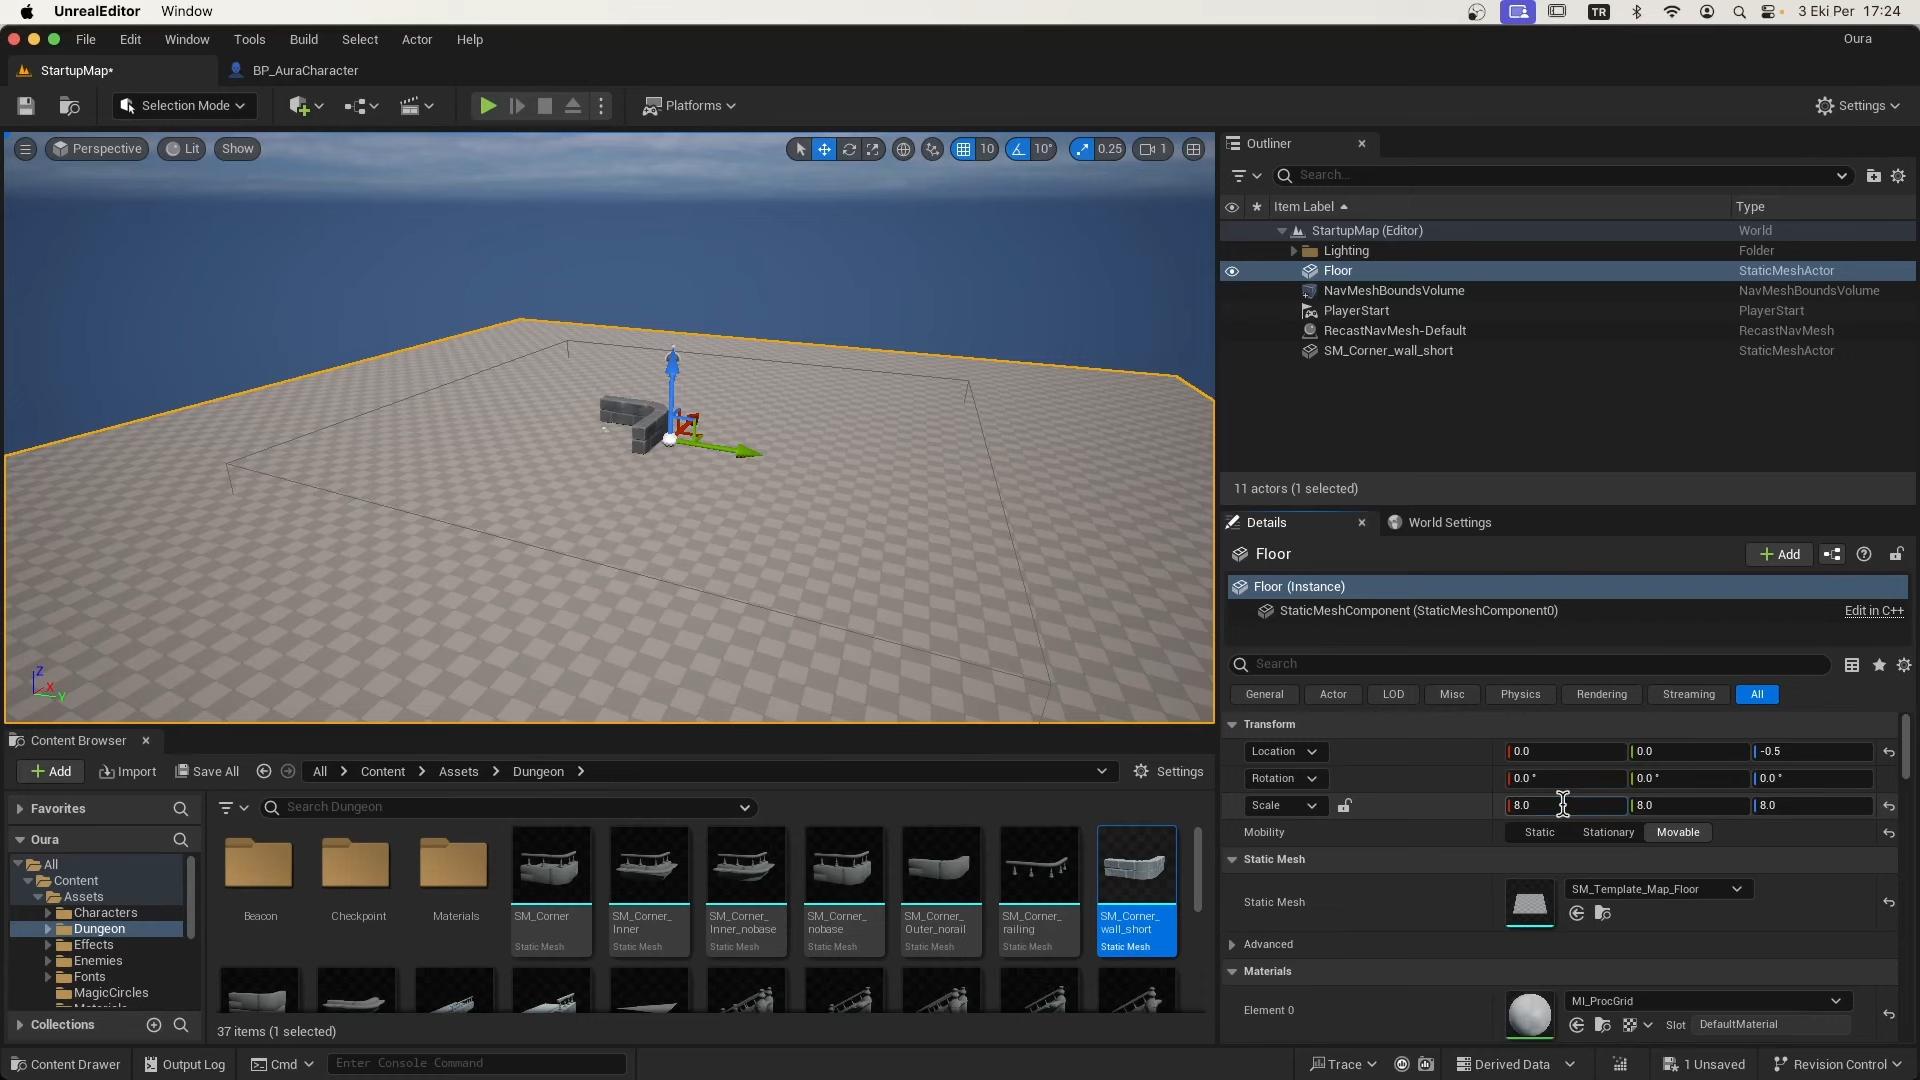 UnrealEditor Window TR 3 Eki Per 17:24
File Edit Window Tools Build Select Actor Help Oura
StartupMap* BP_AuraCharacter
Selection Mode Platforms Settings
Perspective Lit Show 10 10° 0.25 1
Z
X
Y
Outliner
Search...
Item Label Type
StartupMap (Editor) World
Lighting Folder
Floor StaticMeshActor
NavMeshBoundsVolume NavMeshBoundsVolume
PlayerStart PlayerStart
RecastNavMesh-Default RecastNavMesh
SM_Corner_wall_short StaticMeshActor
11 actors (1 selected)
Details World Settings
Floor + Add
Floor (Instance)
StaticMeshComponent (StaticMeshComponent0) Edit in C++
Search
General Actor LOD Misc Physics Rendering Streaming All
Transform
Location 0.0 0.0 -0.5
Rotation 0.0 ° 0.0 ° 0.0 °
Scale 8.0 8.0 8.0
Mobility Static Stationary Movable
Static Mesh
Static Mesh SM_Template_Map_Floor
Advanced
Materials
Element 0 MI_ProcGrid
Slot DefaultMaterial
Content Browser
+ Add Import Save All All Content Assets Dungeon Settings
Favorites
Search Dungeon
Oura
All
Content
Assets
Characters
Dungeon
Effects
Enemies
Fonts
MagicCircles
Collections
Beacon
Checkpoint
Materials
SM_Corner
Static Mesh
SM_Corner_
Inner
Static Mesh
SM_Corner_
Inner_nobase
Static Mesh
SM_Corner_
nobase
Static Mesh
SM_Corner_
Outer_norail
Static Mesh
SM_Corner_
railing
Static Mesh
SM_Corner_
wall_short
Static Mesh
37 items (1 selected)
Content Drawer Output Log Cmd Enter Console Command Trace Derived Data 1 Unsaved Revision Control